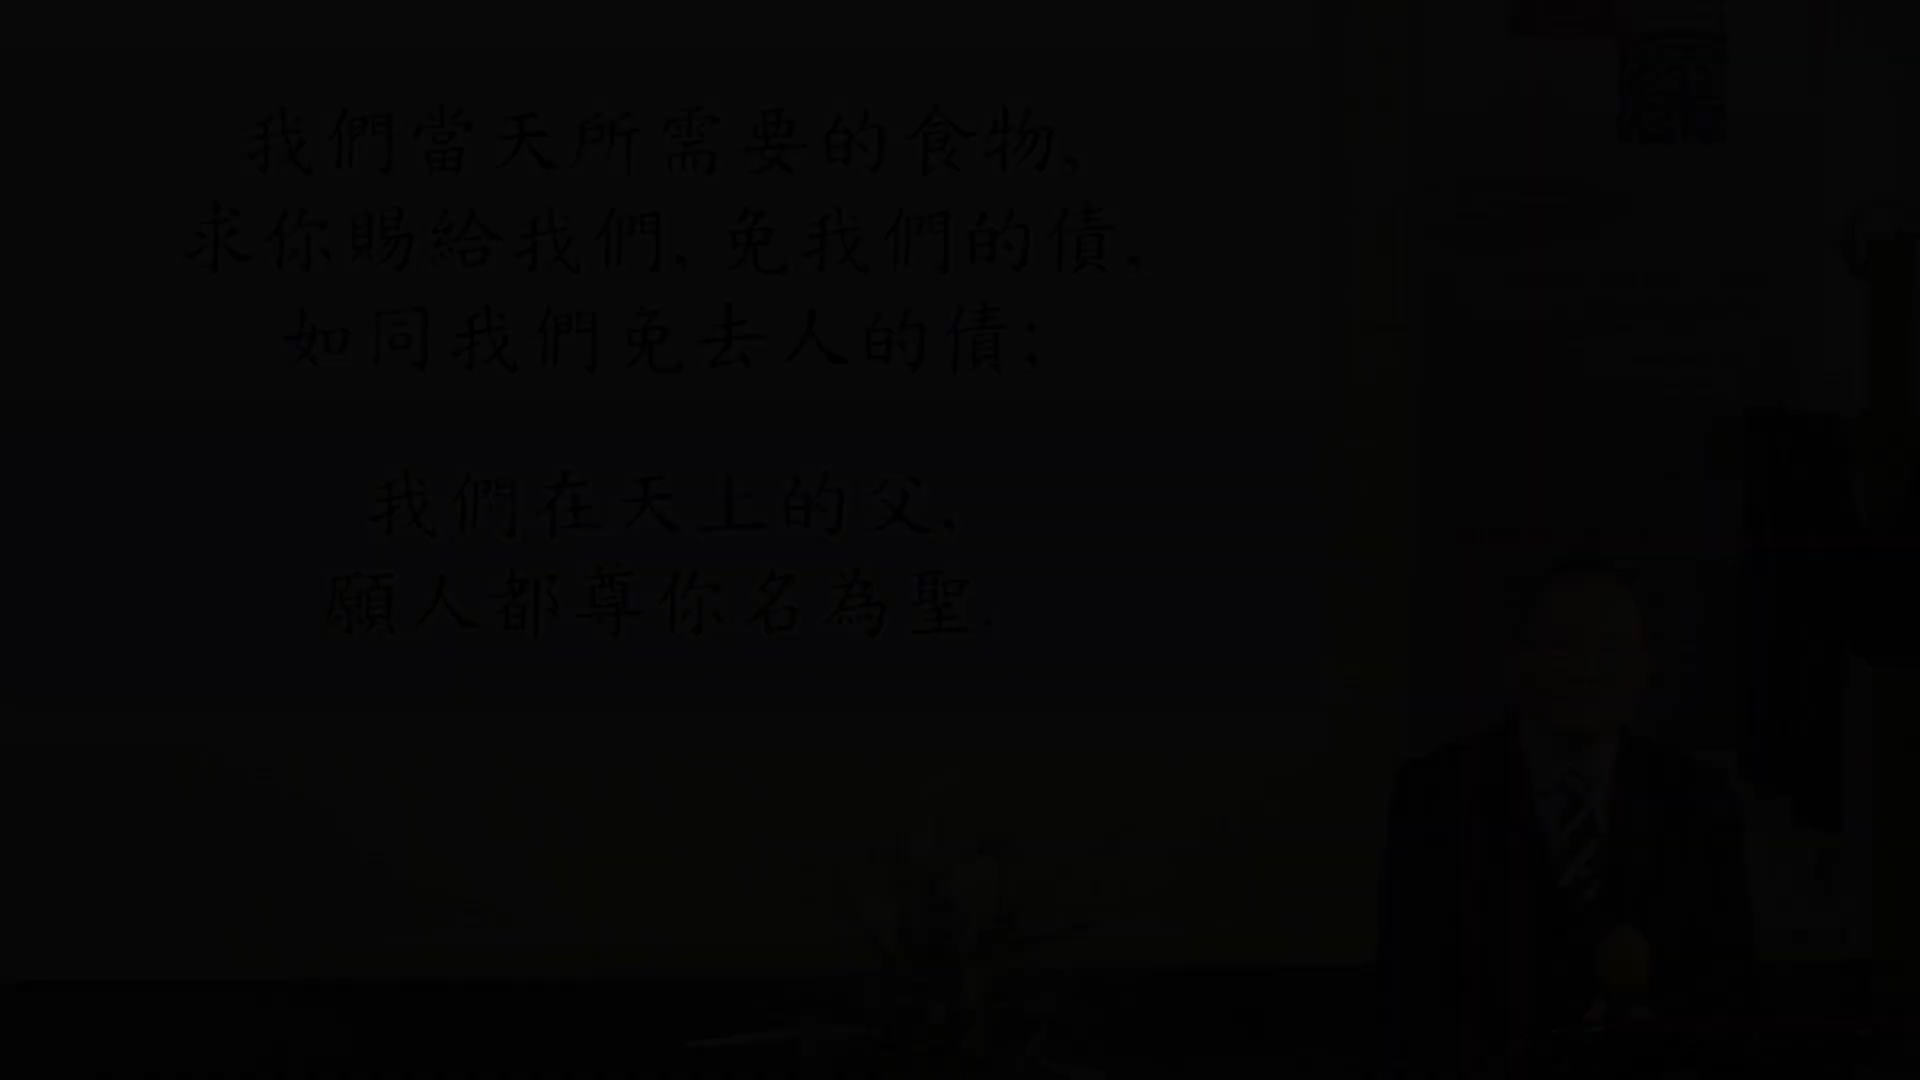 我們當天所需要的食物,
求你賜給我們, 免我們的債,
如同我們免去人的債;
我們在天上的父,
願人都尊你名為聖.